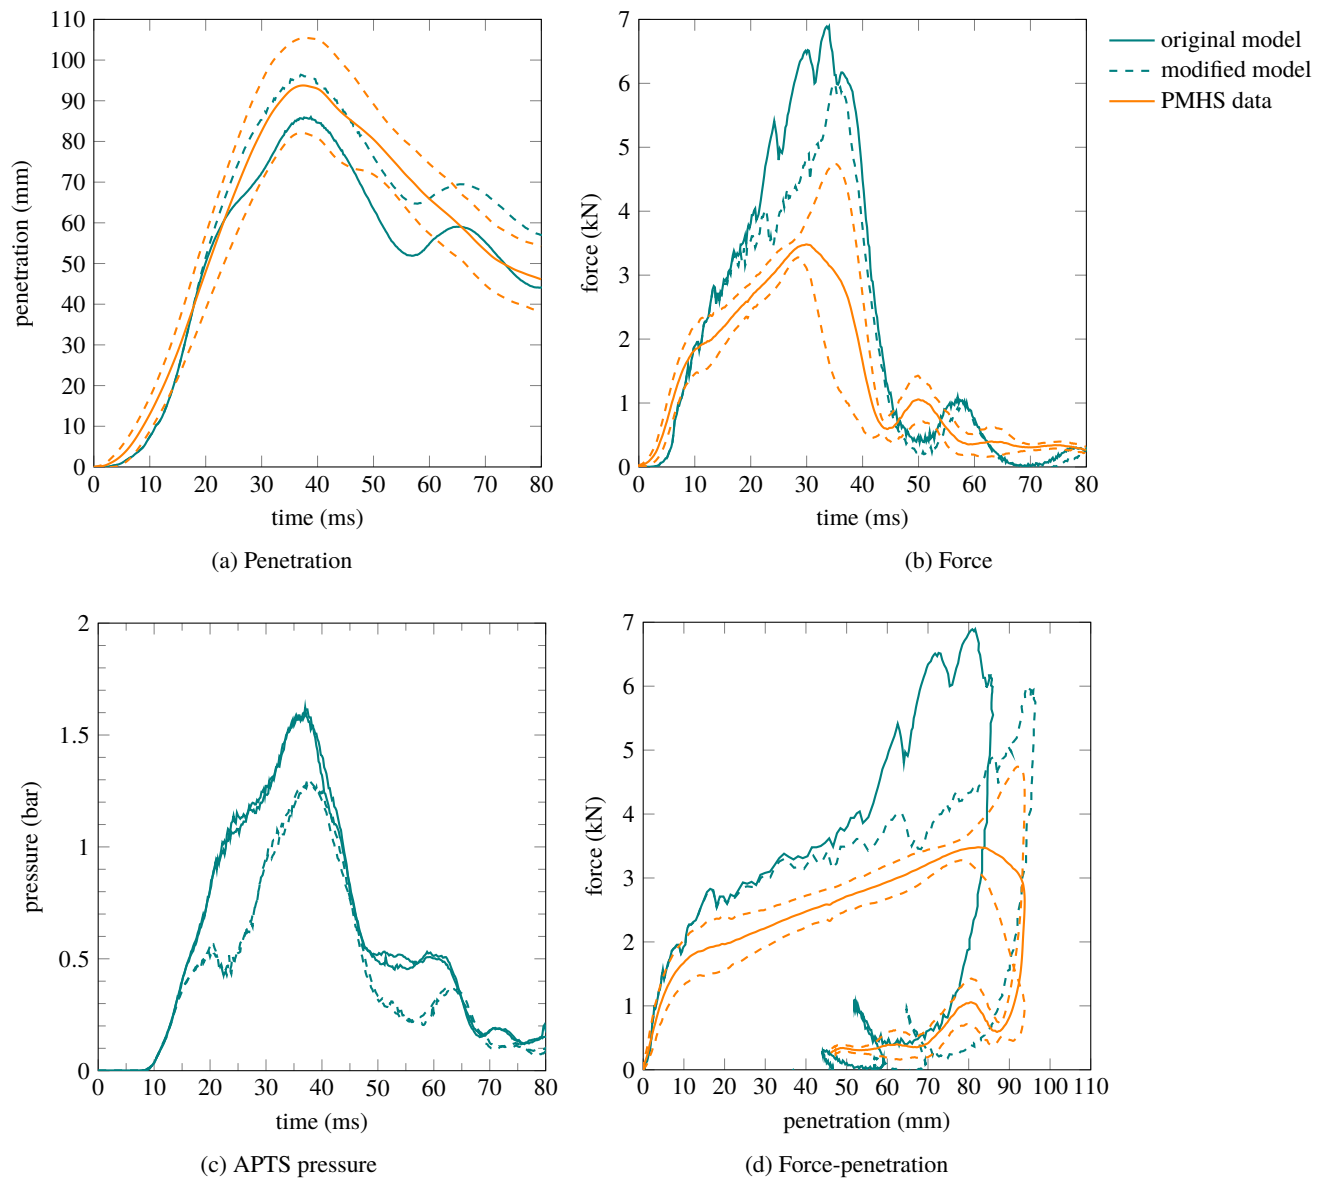 110
100
90
80
70
60
50
40
30
20
10
0
penetration (mm)
0 10 20 30 40 50 60 70 80
time (ms)
(a) Penetration
7
6
5
4
3
2
1
0
force (kN)
0 10 20 30 40 50 60 70 80
time (ms)
(b) Force
original model
modified model
PMHS data
2
1.5
1
0.5
0
pressure (bar)
0 10 20 30 40 50 60 70 80
time (ms)
(c) APTS pressure
7
6
5
4
3
2
1
0
force (kN)
0 10 20 30 40 50 60 70 80 90 100 110
penetration (mm)
(d) Force-penetration